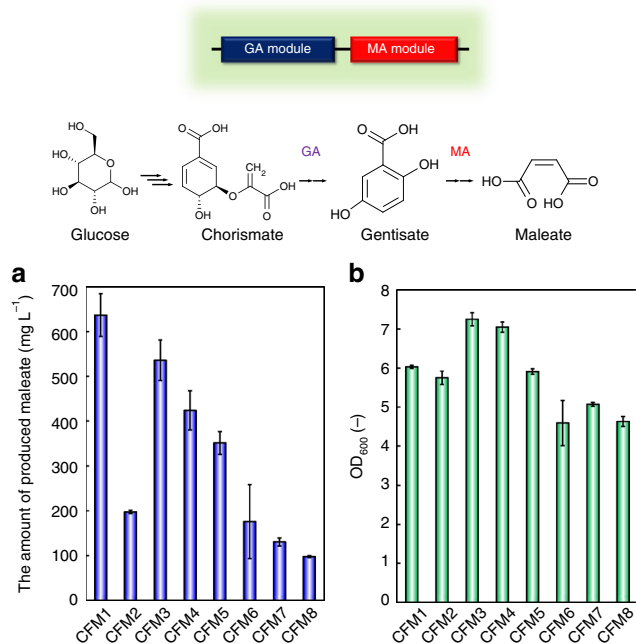 GA module MA module
O OH
HO
O CH2 GA O OH MA
HO OH OH O
HO OH O OH HO O
OH OH O HO OH
Glucose Chorismate Gentisate Maleate
a
The amount of produced maleate (mg L−1)
700
600
500
400
300
200
100
0
CFM1 CFM2 CFM3 CFM4 CFM5 CFM6 CFM7 CFM8
b
OD600 (–)
8
7
6
5
4
3
2
1
0
CFM1 CFM2 CFM3 CFM4 CFM5 CFM6 CFM7 CFM8